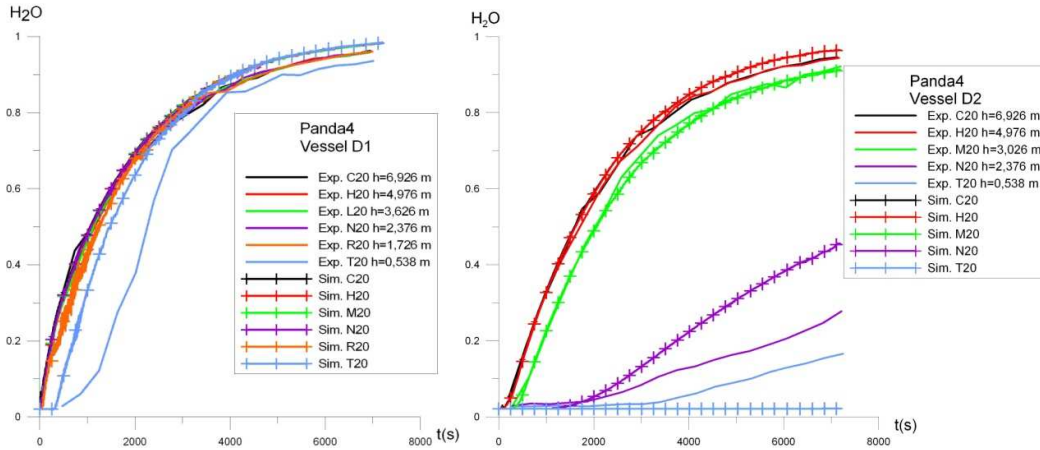 H2O
1
0.8
0.6
0.4
0.2
0
0
2000
4000
6000
8000
t(s)
Panda4
Vessel D1
Exp. C20 h=6,926 m
Exp. H20 h=4,976 m
Exp. L20 h=3,626 m
Exp. N20 h=2,376 m
Exp. R20 h=1,726 m
Exp. T20 h=0,538 m
Sim. C20
Sim. H20
Sim. M20
Sim. N20
Sim. R20
Sim. T20
H2O
1
0.8
0.6
0.4
0.2
0
0
2000
4000
6000
8000
t(s)
Panda4
Vessel D2
Exp. C20 h=6,926 m
Exp. H20 h=4,976 m
Exp. M20 h=3,026 m
Exp. N20 h=2,376 m
Exp. T20 h=0,538 m
Sim. C20
Sim. H20
Sim. M20
Sim. N20
Sim. T20